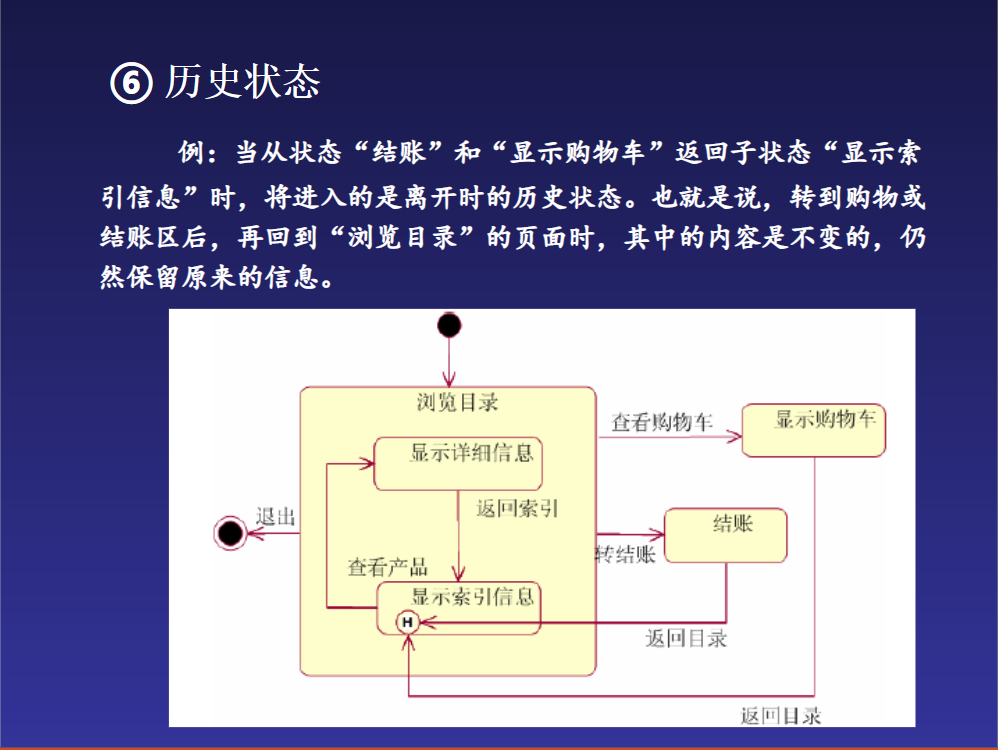 ⑥ 历史状态
例：当从状态“结账”和“显示购物车”返回子状态“显示索
引信息”时，将进入的是离开时的历史状态。也就是说，转到购物或
结账区后，再回到“浏览目录”的页面时，其中的内容是不变的，仍
然保留原来的信息。
浏览目录
查看购物车
显示购物车
显示详细信息
返回索引
退出
结账
转结账
查看产品
显示索引信息
H
返回目录
返回目录